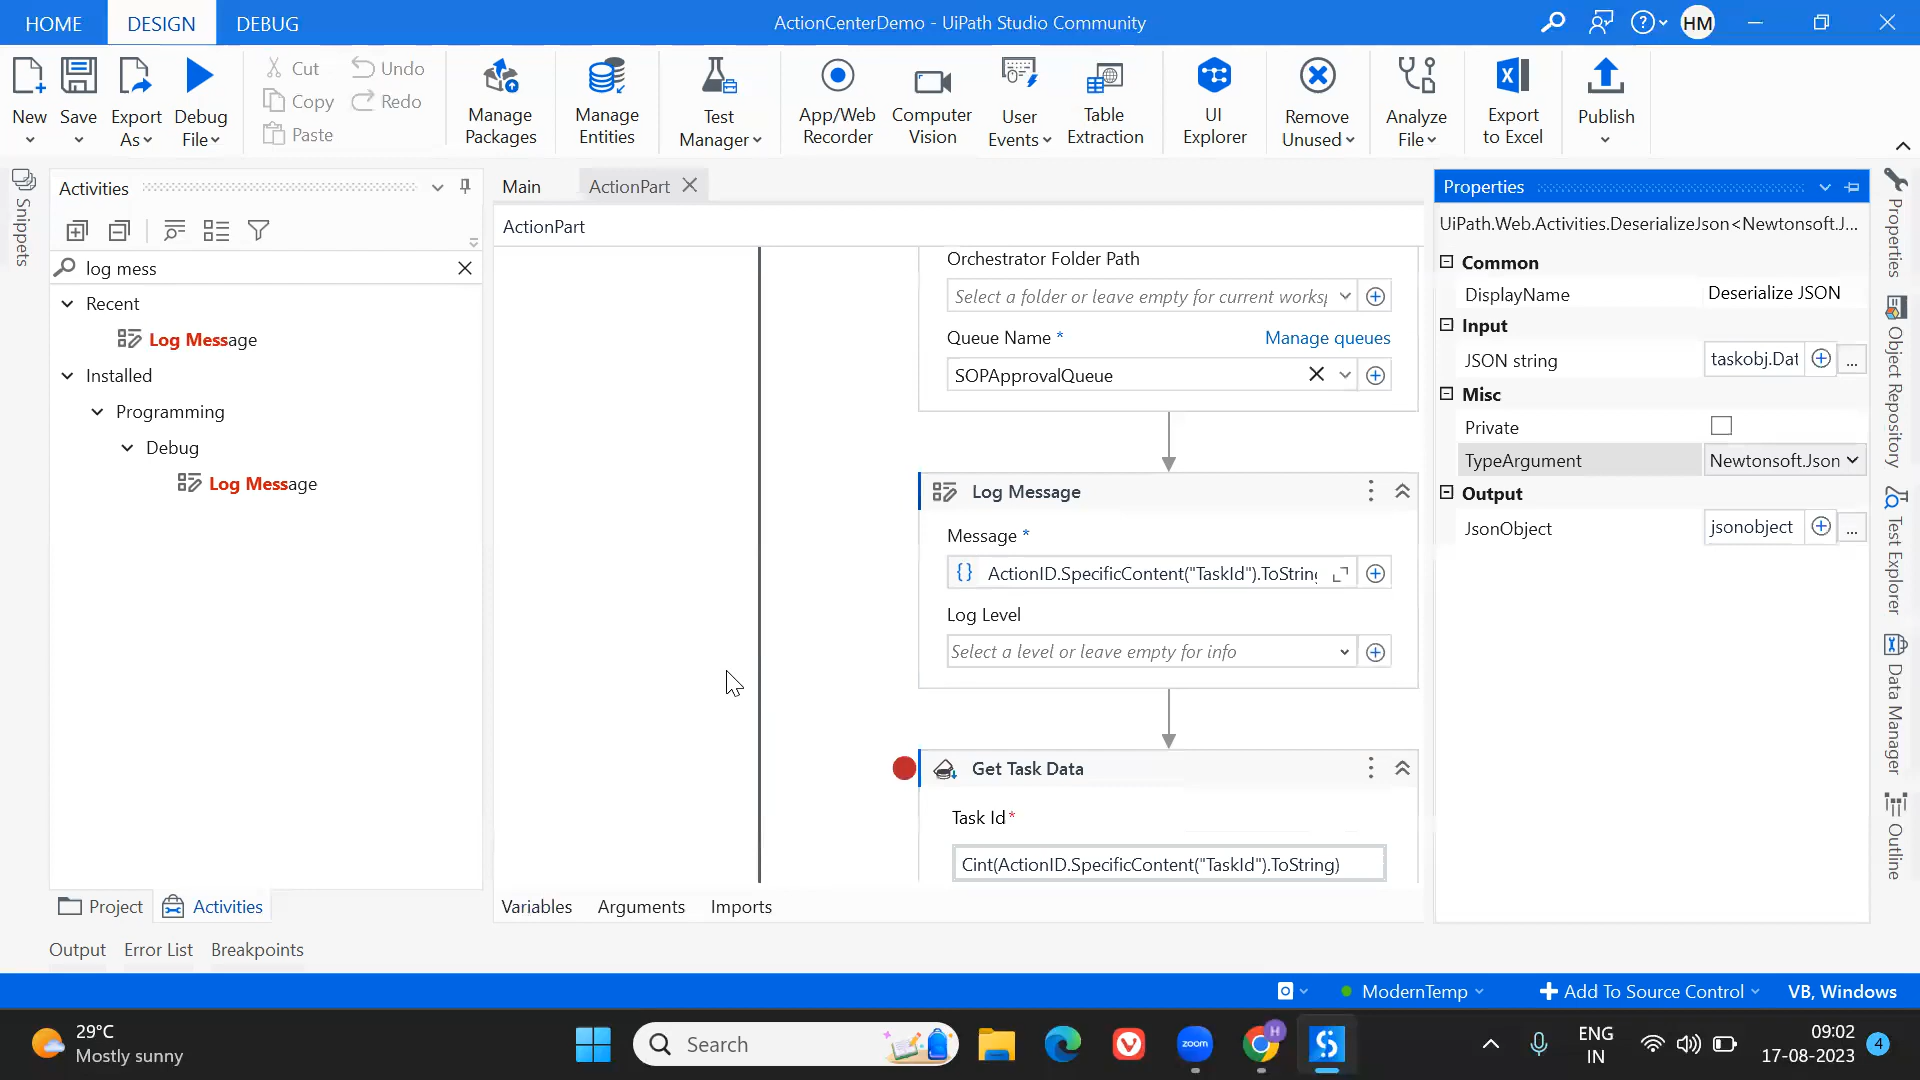 HOME
DESIGN
DEBUG
ActionCenterDemo - UiPath Studio Community
HM
New
Save
Export As
Debug File
Cut
Copy
Paste
Undo
Redo
Manage Packages
Manage Entities
Test Manager
App/Web Recorder
Computer Vision
User Events
Table Extraction
UI Explorer
Remove Unused
Analyze File
Export to Excel
Publish
Snippets
Activities
log mess
Recent
Log Message
Installed
Programming
Debug
Log Message
Project
Activities
Main
ActionPart
ActionPart
Orchestrator Folder Path
Select a folder or leave empty for current worksp
Queue Name *
Manage queues
SOPApprovalQueue
Log Message
Message *
ActionID.SpecificContent("TaskId").ToString
Log Level
Select a level or leave empty for info
Get Task Data
Task Id*
Cint(ActionID.SpecificContent("TaskId").ToString)
Variables
Arguments
Imports
Properties
UiPath.Web.Activities.DeserializeJson<Newtonsoft.J...
Common
DisplayName
Deserialize JSON
Input
JSON string
taskobj.Dat
...
Misc
Private
TypeArgument
Newtonsoft.Json
Output
JsonObject
jsonobject
...
Properties
Object Repository
Test Explorer
Data Manager
Outline
Output
Error List
Breakpoints
ModernTemp
Add To Source Control
VB, Windows
29°C
Mostly sunny
Search
zoom
H
ENG
IN
09:02
17-08-2023
4